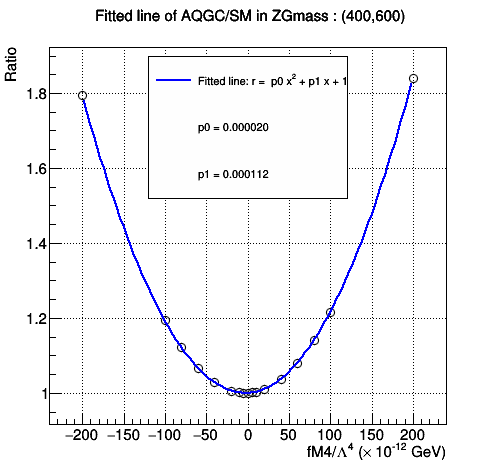 Fitted line of AQGC/SM in ZGmass : (400,600)
Ratio
Fitted line: r = p0 x² + p1 x + 1
p0 = 0.000020
p1 = 0.000112
1.8
1.6
1.4
1.2
1
−200 −150 −100 −50 0 50 100 150 200
fM4/Λ⁴ (× 10⁻¹² GeV)